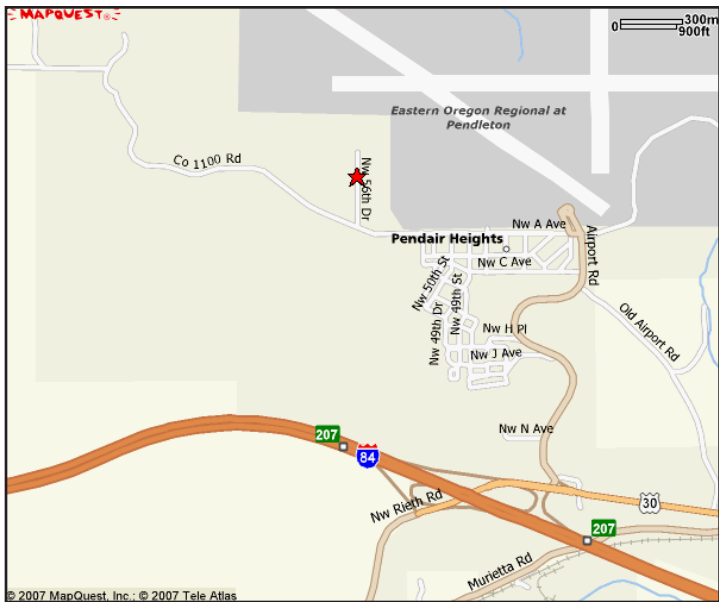 MAPQUEST®
0 300m
900ft
Eastern Oregon Regional at
Pendleton
Co 1100 Rd
Nw 56th Dr
Nw A Ave
Pendair Heights
Airport Rd
Nw C Ave
Nw 50th St
Nw 49th St
Nw 49th Dr
Old Airport Rd
Nw H Pl
Nw J Ave
Nw N Ave
207
84
Nw Rieth Rd
30
207
Murietta Rd
© 2007 MapQuest, Inc.; © 2007 Tele Atlas